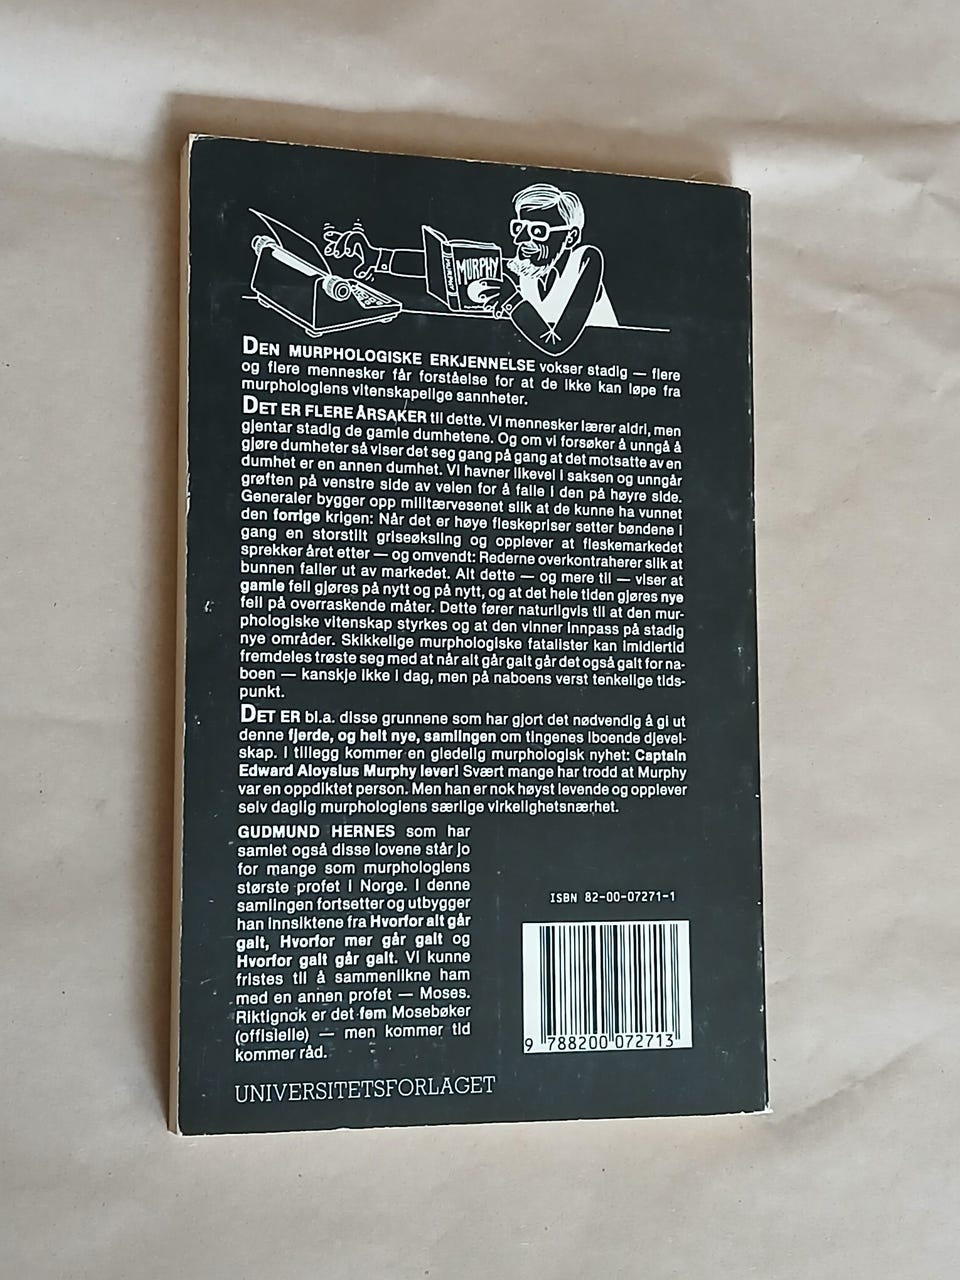 MURPHY
MURPHY
DEN MURPHOLOGISKE ERKJENNELSE vokser stadig — flere
og flere mennesker får forståelse for at de ikke kan løpe fra
murphologiens vitenskapelige sannheter.
DET ER FLERE ÅRSAKER til dette. Vi mennesker lærer aldri, men
gjentar stadig de gamle dumhetene. Og om vi forsøker å unngå å
gjøre dumheter så viser det seg gang på gang at det motsatte av en
dumhet er en annen dumhet. Vi havner likevel i saksen og unngår
grøften på venstre side av veien for å falle i den på høyre side.
Generaler bygger opp militærvesenet slik at de kunne ha vunnet
den forrige krigen: Når det er høye fleskepriser setter bøndene i
gang en storstilt griseøksling og opplever at fleskemarkedet
sprekker året etter — og omvendt: Rederne overkontraherer slik at
bunnen faller ut av markedet. Alt dette — og mere til — viser at
gamle feil gjøres på nytt og på nytt, og at det hele tiden gjøres nye
feil på overraskende måter. Dette fører naturligvis til at den mur-
phologiske vitenskap styrkes og at den vinner innpass på stadig
nye områder. Skikkelige murphologiske fatalister kan imidlertid
fremdeles trøste seg med at når alt går galt går det også galt for na-
boen — kanskje ikke i dag, men på naboens verst tenkelige tids-
punkt.
DET ER bl.a. disse grunnene som har gjort det nødvendig å gi ut
denne fjerde, og helt nye, samlingen om tingenes iboende djevel-
skap. I tillegg kommer en gledelig murphologisk nyhet: Captain
Edward Aloysius Murphy lever! Svært mange har trodd at Murphy
var en oppdiktet person. Men han er nok høyst levende og opplever
selv daglig murphologiens særlige virkelighetsnærhet.
GUDMUND HERNES som har
samlet også disse lovene står jo
for mange som murphologiens
største profet i Norge. I denne
samlingen fortsetter og utbygger
han innsiktene fra Hvorfor alt går
galt, Hvorfor mer går galt og
Hvorfor galt går galt. Vi kunne
fristes til å sammenlikne ham
med en annen profet — Moses.
Riktignok er det fem Mosebøker
(offisielle) — men kommer tid
kommer råd.
ISBN 82-00-07271-1
9 788200 072713
UNIVERSITETSFORLAGET